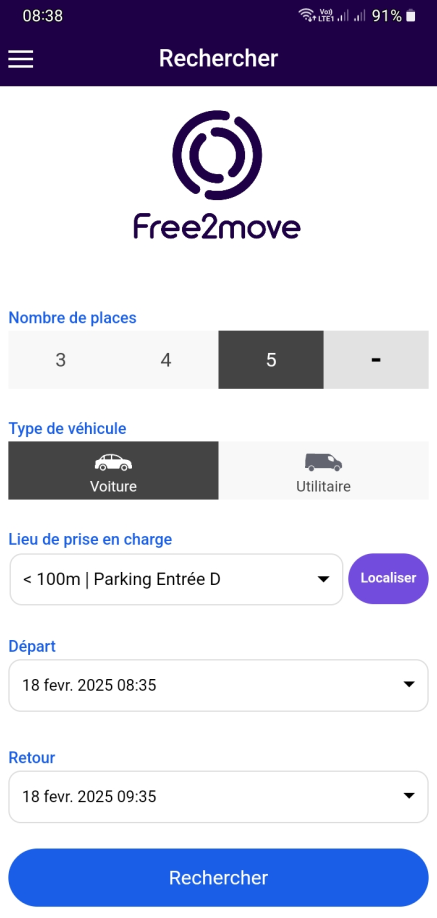 08:38
Vo)) LTE1 91%
Rechercher
Free2move
Nombre de places
3 4 5 -
Type de véhicule
Voiture Utilitaire
Lieu de prise en charge
< 100m | Parking Entrée D Localiser
Départ
18 fevr. 2025 08:35
Retour
18 fevr. 2025 09:35
Rechercher